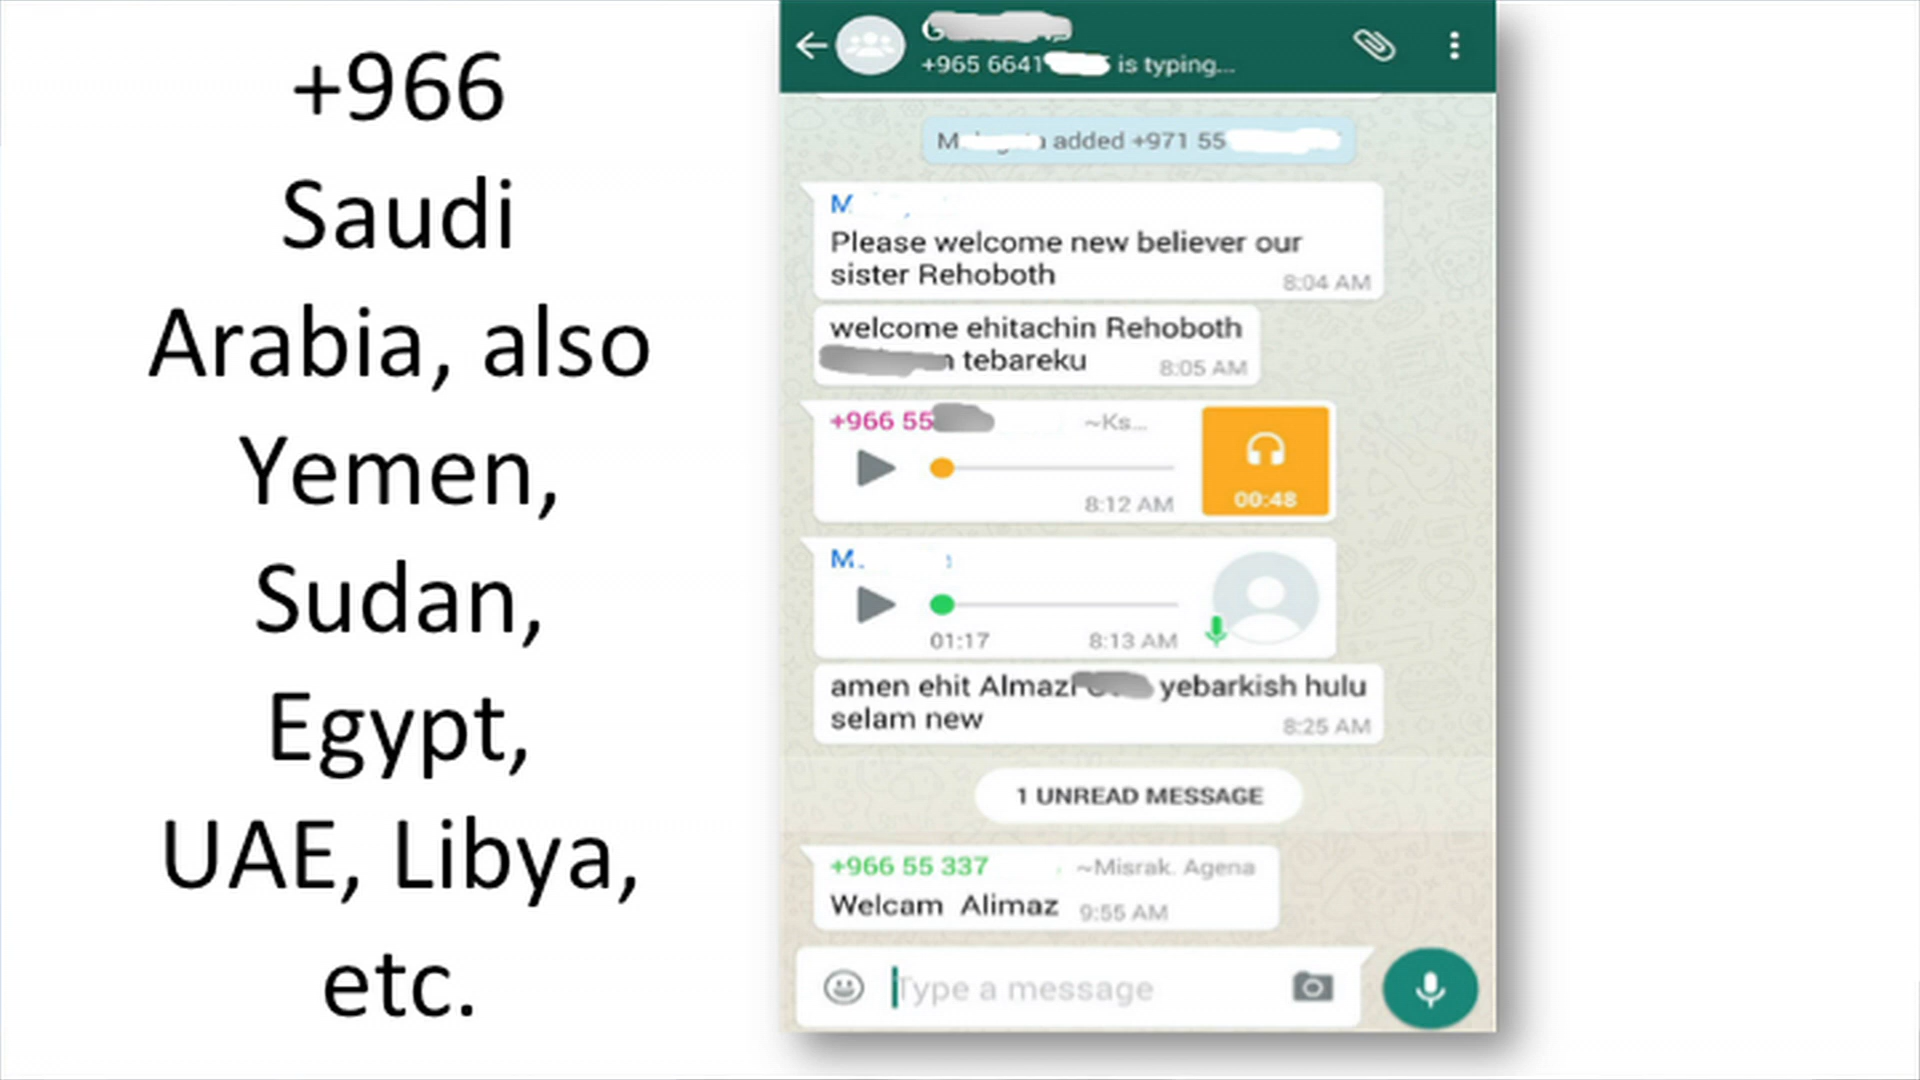 +966
Saudi
Arabia, also
Yemen,
Sudan,
Egypt,
UAE, Libya,
etc.
+965 6641 is typing...
added +971 55
Please welcome new believer our
sister Rehoboth
8:04 AM
welcome ehitachin Rehoboth
tebareku
8:05 AM
+966 55
~Ks...
8:12 AM
00:48
01:17
8:13 AM
amen ehit Almazi yebarkish hulu
selam new
8:25 AM
1 UNREAD MESSAGE
+966 55 337
~Misrak. Agena
Welcam Alimaz
9:55 AM
Type a message